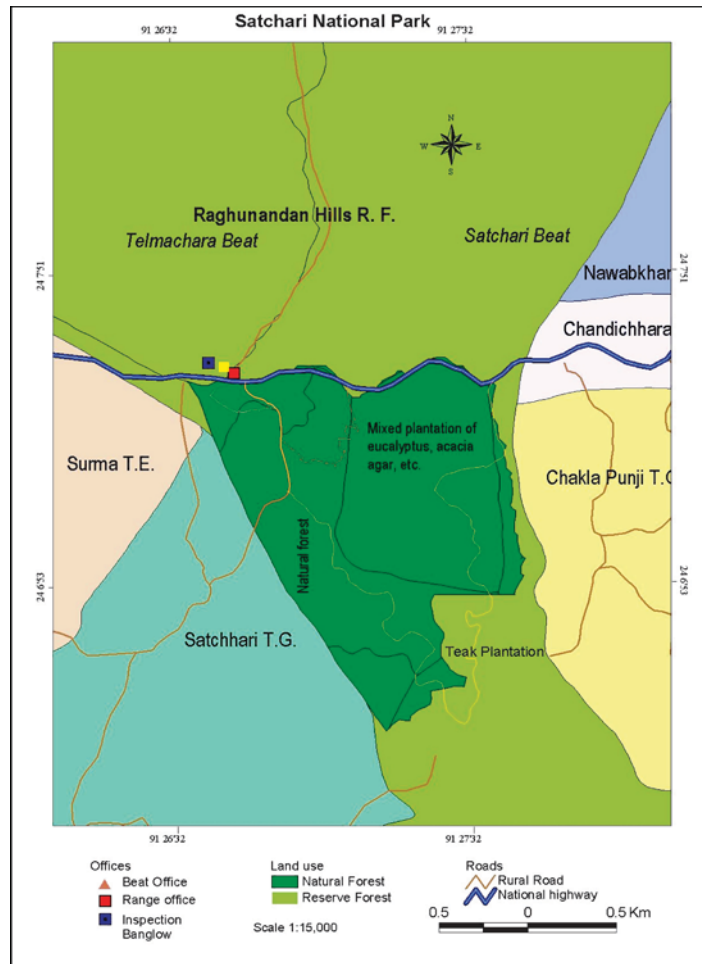 Satchari National Park
91 26'32
91 27'32
N
W E
S
Raghunandan Hills R. F.
Telmachara Beat
Satchari Beat
24 7'51
24 7'51
Nawabkhan
Chandichhara
Mixed plantation of
eucalyptus, acacia
agar, etc.
Surma T.E.
Chakla Punji T.G
Natural forest
24 6'53
24 6'53
Satchhari T.G.
Teak Plantation
91 26'32
91 27'32
Offices
Beat Office
Range office
Inspection
Banglow
Land use
Natural Forest
Reserve Forest
Scale 1:15,000
Roads
Rural Road
National highway
0.5 0 0.5 Km